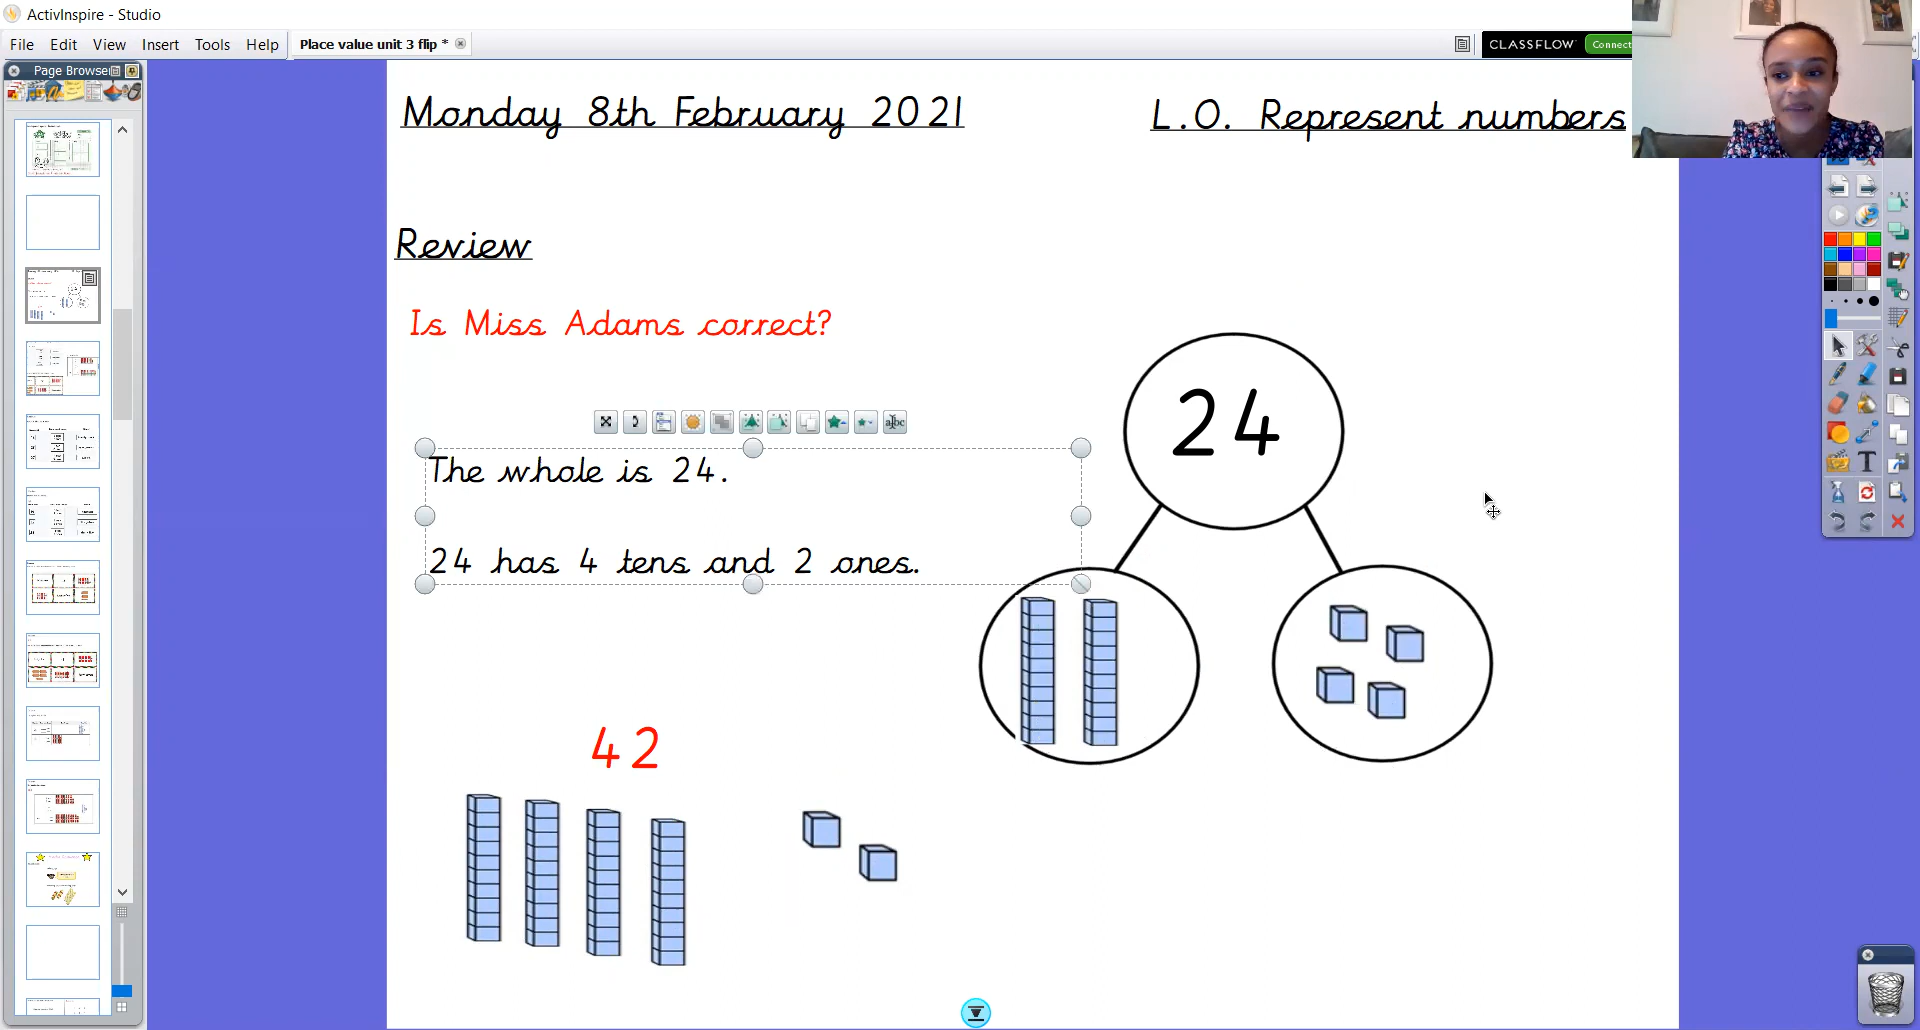 ActivInspire - Studio
File Edit View Insert Tools Help
Place value unit 3 flip *
CLASSFLOW Connect
Page Browser
Monday 8th February 2021
L.O. Represent numbers
Review
Is Miss Adams correct?
24
The whole is 24.
24 has 4 tens and 2 ones.
42